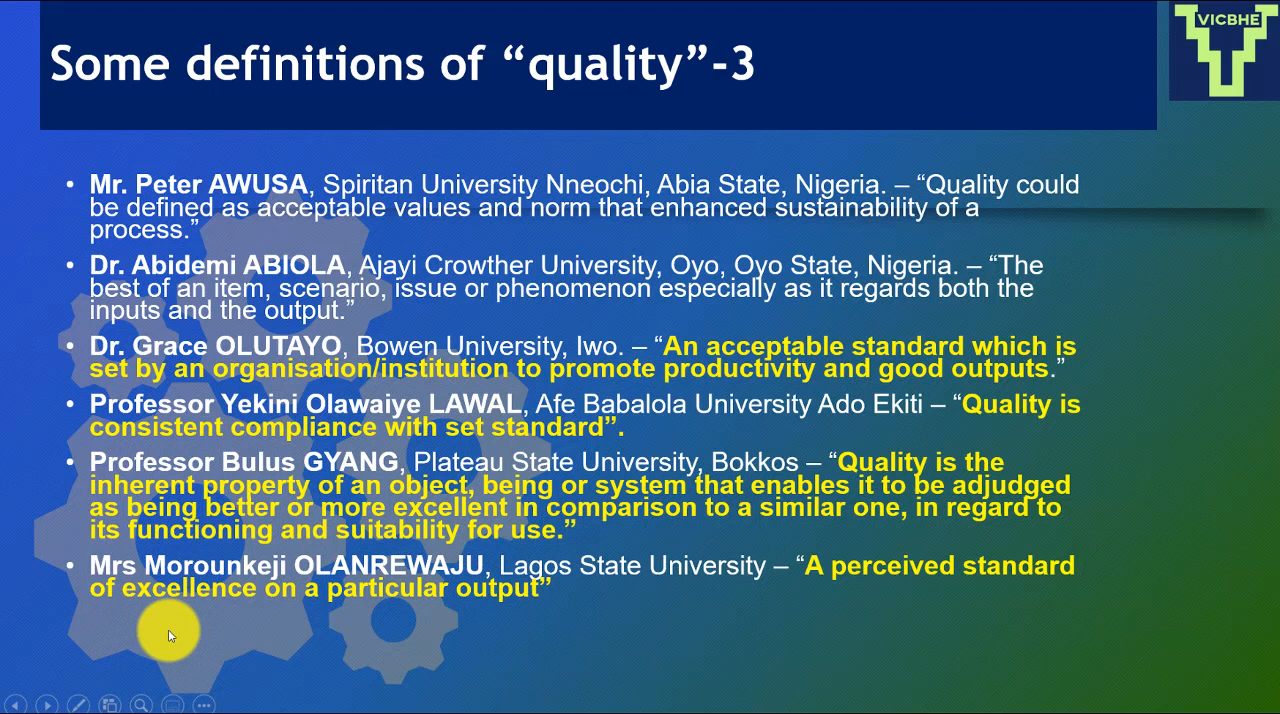 Some definitions of “quality”-3
VICBHE
• Mr. Peter AWUSA, Spiritan University Nneochi, Abia State, Nigeria. – “Quality could
be defined as acceptable values and norm that enhanced sustainability of a
process.”
• Dr. Abidemi ABIOLA, Ajayi Crowther University, Oyo, Oyo State, Nigeria. – “The
best of an item, scenario, issue or phenomenon especially as it regards both the
inputs and the output.”
• Dr. Grace OLUTAYO, Bowen University, Iwo. – “An acceptable standard which is
set by an organisation/institution to promote productivity and good outputs.”
• Professor Yekini Olawaiye LAWAL, Afe Babalola University Ado Ekiti – “Quality is
consistent compliance with set standard”.
• Professor Bulus GYANG, Plateau State University, Bokkos – “Quality is the
inherent property of an object, being or system that enables it to be adjudged
as being better or more excellent in comparison to a similar one, in regard to
its functioning and suitability for use.”
• Mrs Morounkeji OLANREWAJU, Lagos State University – “A perceived standard
of excellence on a particular output”